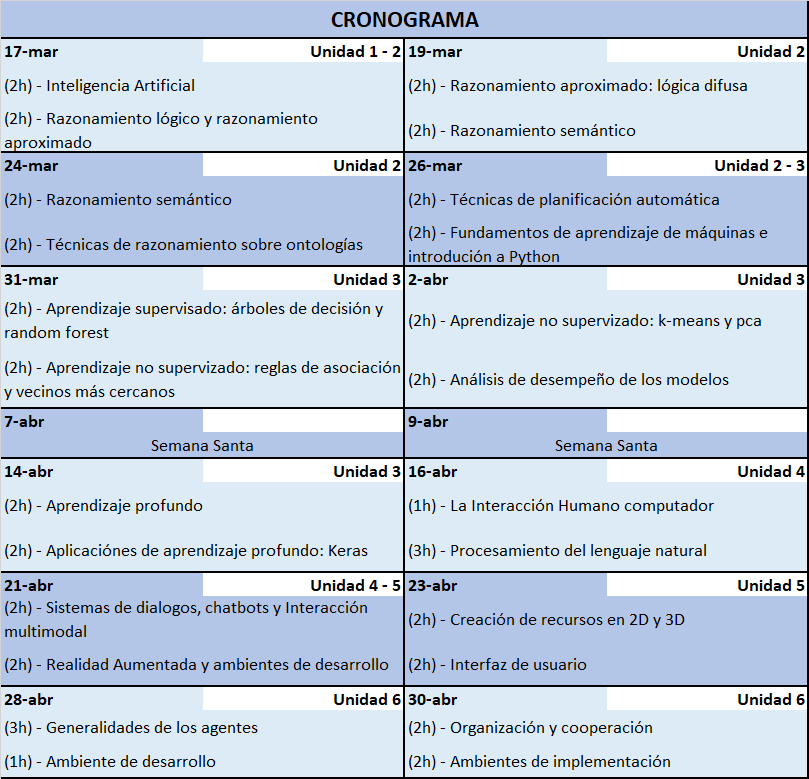 CRONOGRAMA
17-mar Unidad 1 - 2
(2h) - Inteligencia Artificial
(2h) - Razonamiento lógico y razonamiento
aproximado
19-mar Unidad 2
(2h) - Razonamiento aproximado: lógica difusa
(2h) - Razonamiento semántico
24-mar Unidad 2
(2h) - Razonamiento semántico
(2h) - Técnicas de razonamiento sobre ontologías
26-mar Unidad 2 - 3
(2h) - Técnicas de planificación automática
(2h) - Fundamentos de aprendizaje de máquinas e
introdución a Python
31-mar Unidad 3
(2h) - Aprendizaje supervisado: árboles de decisión y
random forest
(2h) - Aprendizaje no supervizado: reglas de asociación
y vecinos más cercanos
2-abr Unidad 3
(2h) - Aprendizaje no supervizado: k-means y pca
(2h) - Análisis de desempeño de los modelos
7-abr
Semana Santa
9-abr
Semana Santa
14-abr Unidad 3
(2h) - Aprendizaje profundo
(2h) - Aplicaciónes de aprendizaje profundo: Keras
16-abr Unidad 4
(1h) - La Interacción Humano computador
(3h) - Procesamiento del lenguaje natural
21-abr Unidad 4 - 5
(2h) - Sistemas de dialogos, chatbots y Interacción
multimodal
(2h) - Realidad Aumentada y ambientes de desarrollo
23-abr Unidad 5
(2h) - Creación de recursos en 2D y 3D
(2h) - Interfaz de usuario
28-abr Unidad 6
(3h) - Generalidades de los agentes
(1h) - Ambiente de desarrollo
30-abr Unidad 6
(2h) - Organización y cooperación
(2h) - Ambientes de implementación